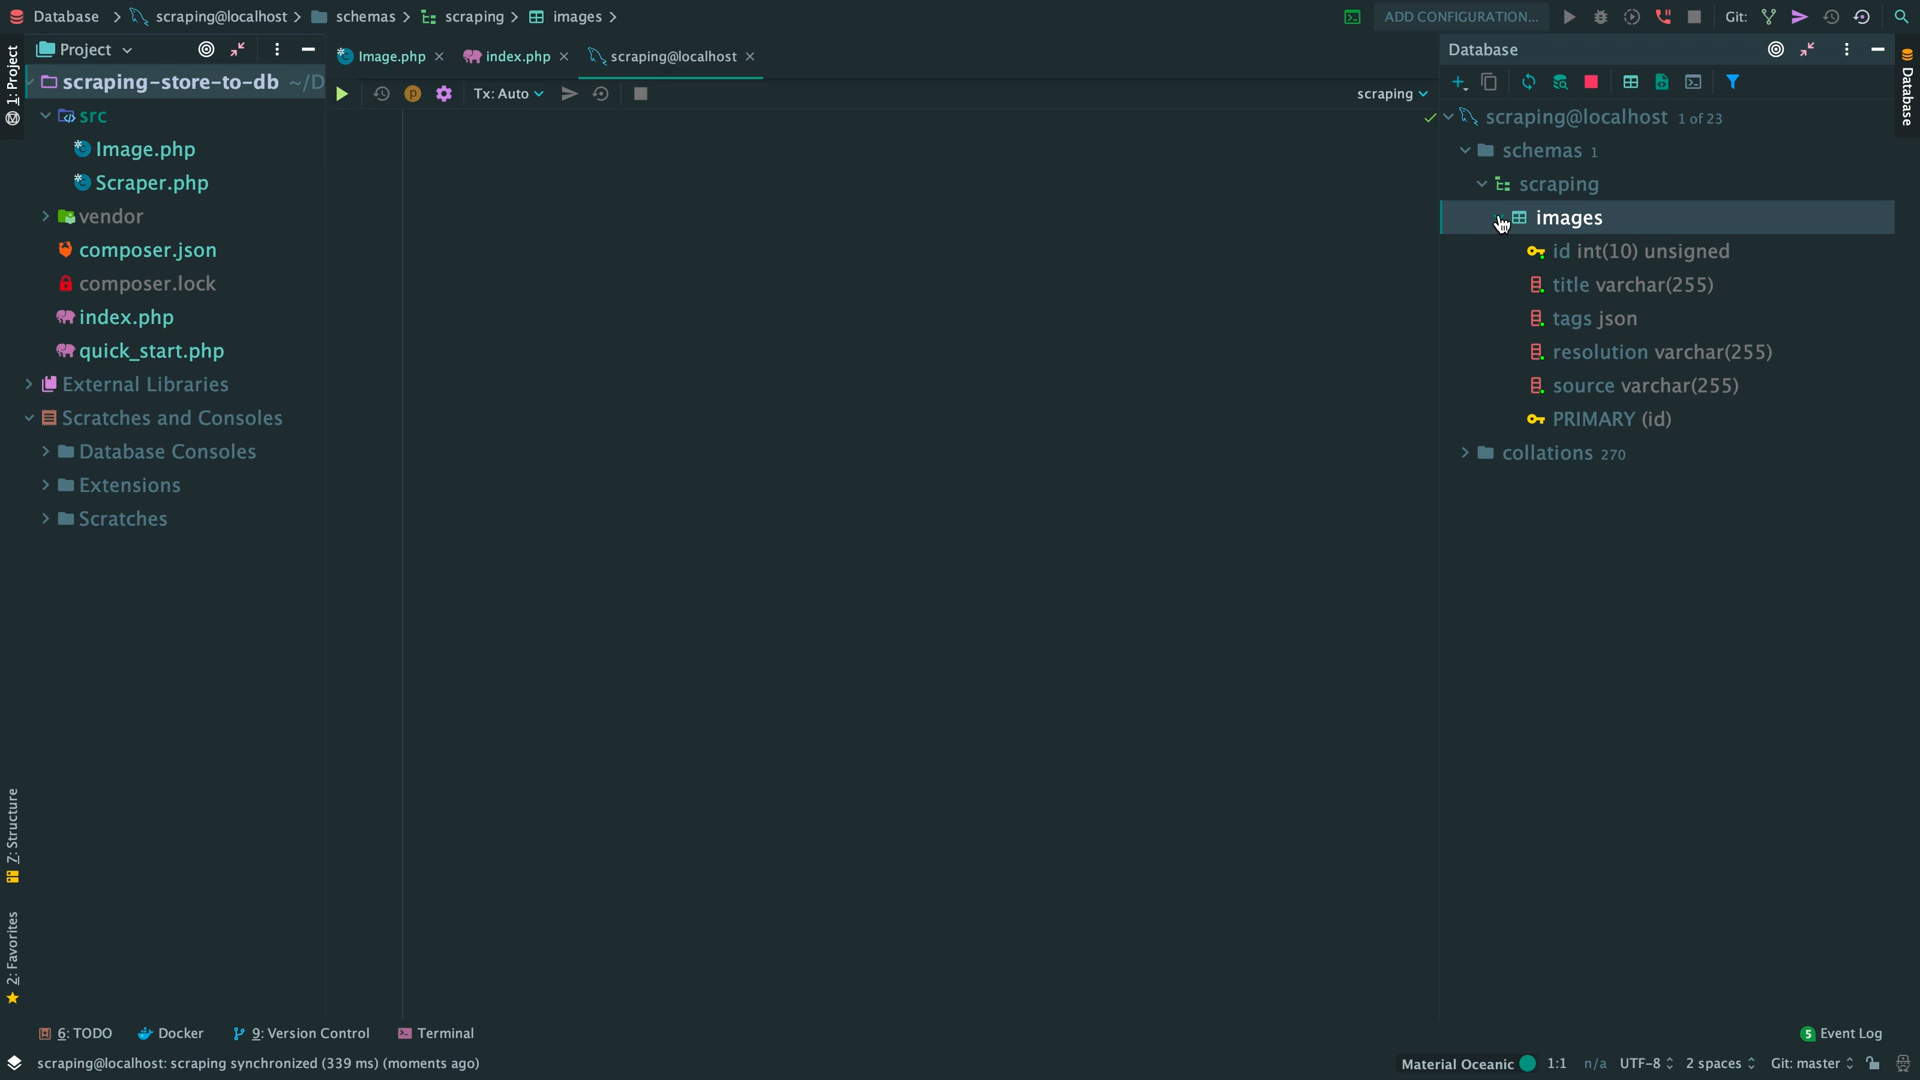 Database > scraping@localhost > schemas > scraping > images >
ADD CONFIGURATION...
Git:
1: Project
Project
Image.php
index.php
scraping@localhost
Database
Database
Tx: Auto
scraping
scraping-store-to-db ~/D
src
Image.php
Scraper.php
vendor
composer.json
composer.lock
index.php
quick_start.php
External Libraries
Scratches and Consoles
Database Consoles
Extensions
Scratches
scraping@localhost 1 of 23
schemas 1
scraping
images
id int(10) unsigned
title varchar(255)
tags json
resolution varchar(255)
source varchar(255)
PRIMARY (id)
collations 270
7: Structure
2: Favorites
6: TODO
Docker
9: Version Control
Terminal
5 Event Log
scraping@localhost: scraping synchronized (339 ms) (moments ago)
Material Oceanic
1:1
n/a
UTF-8
2 spaces
Git: master